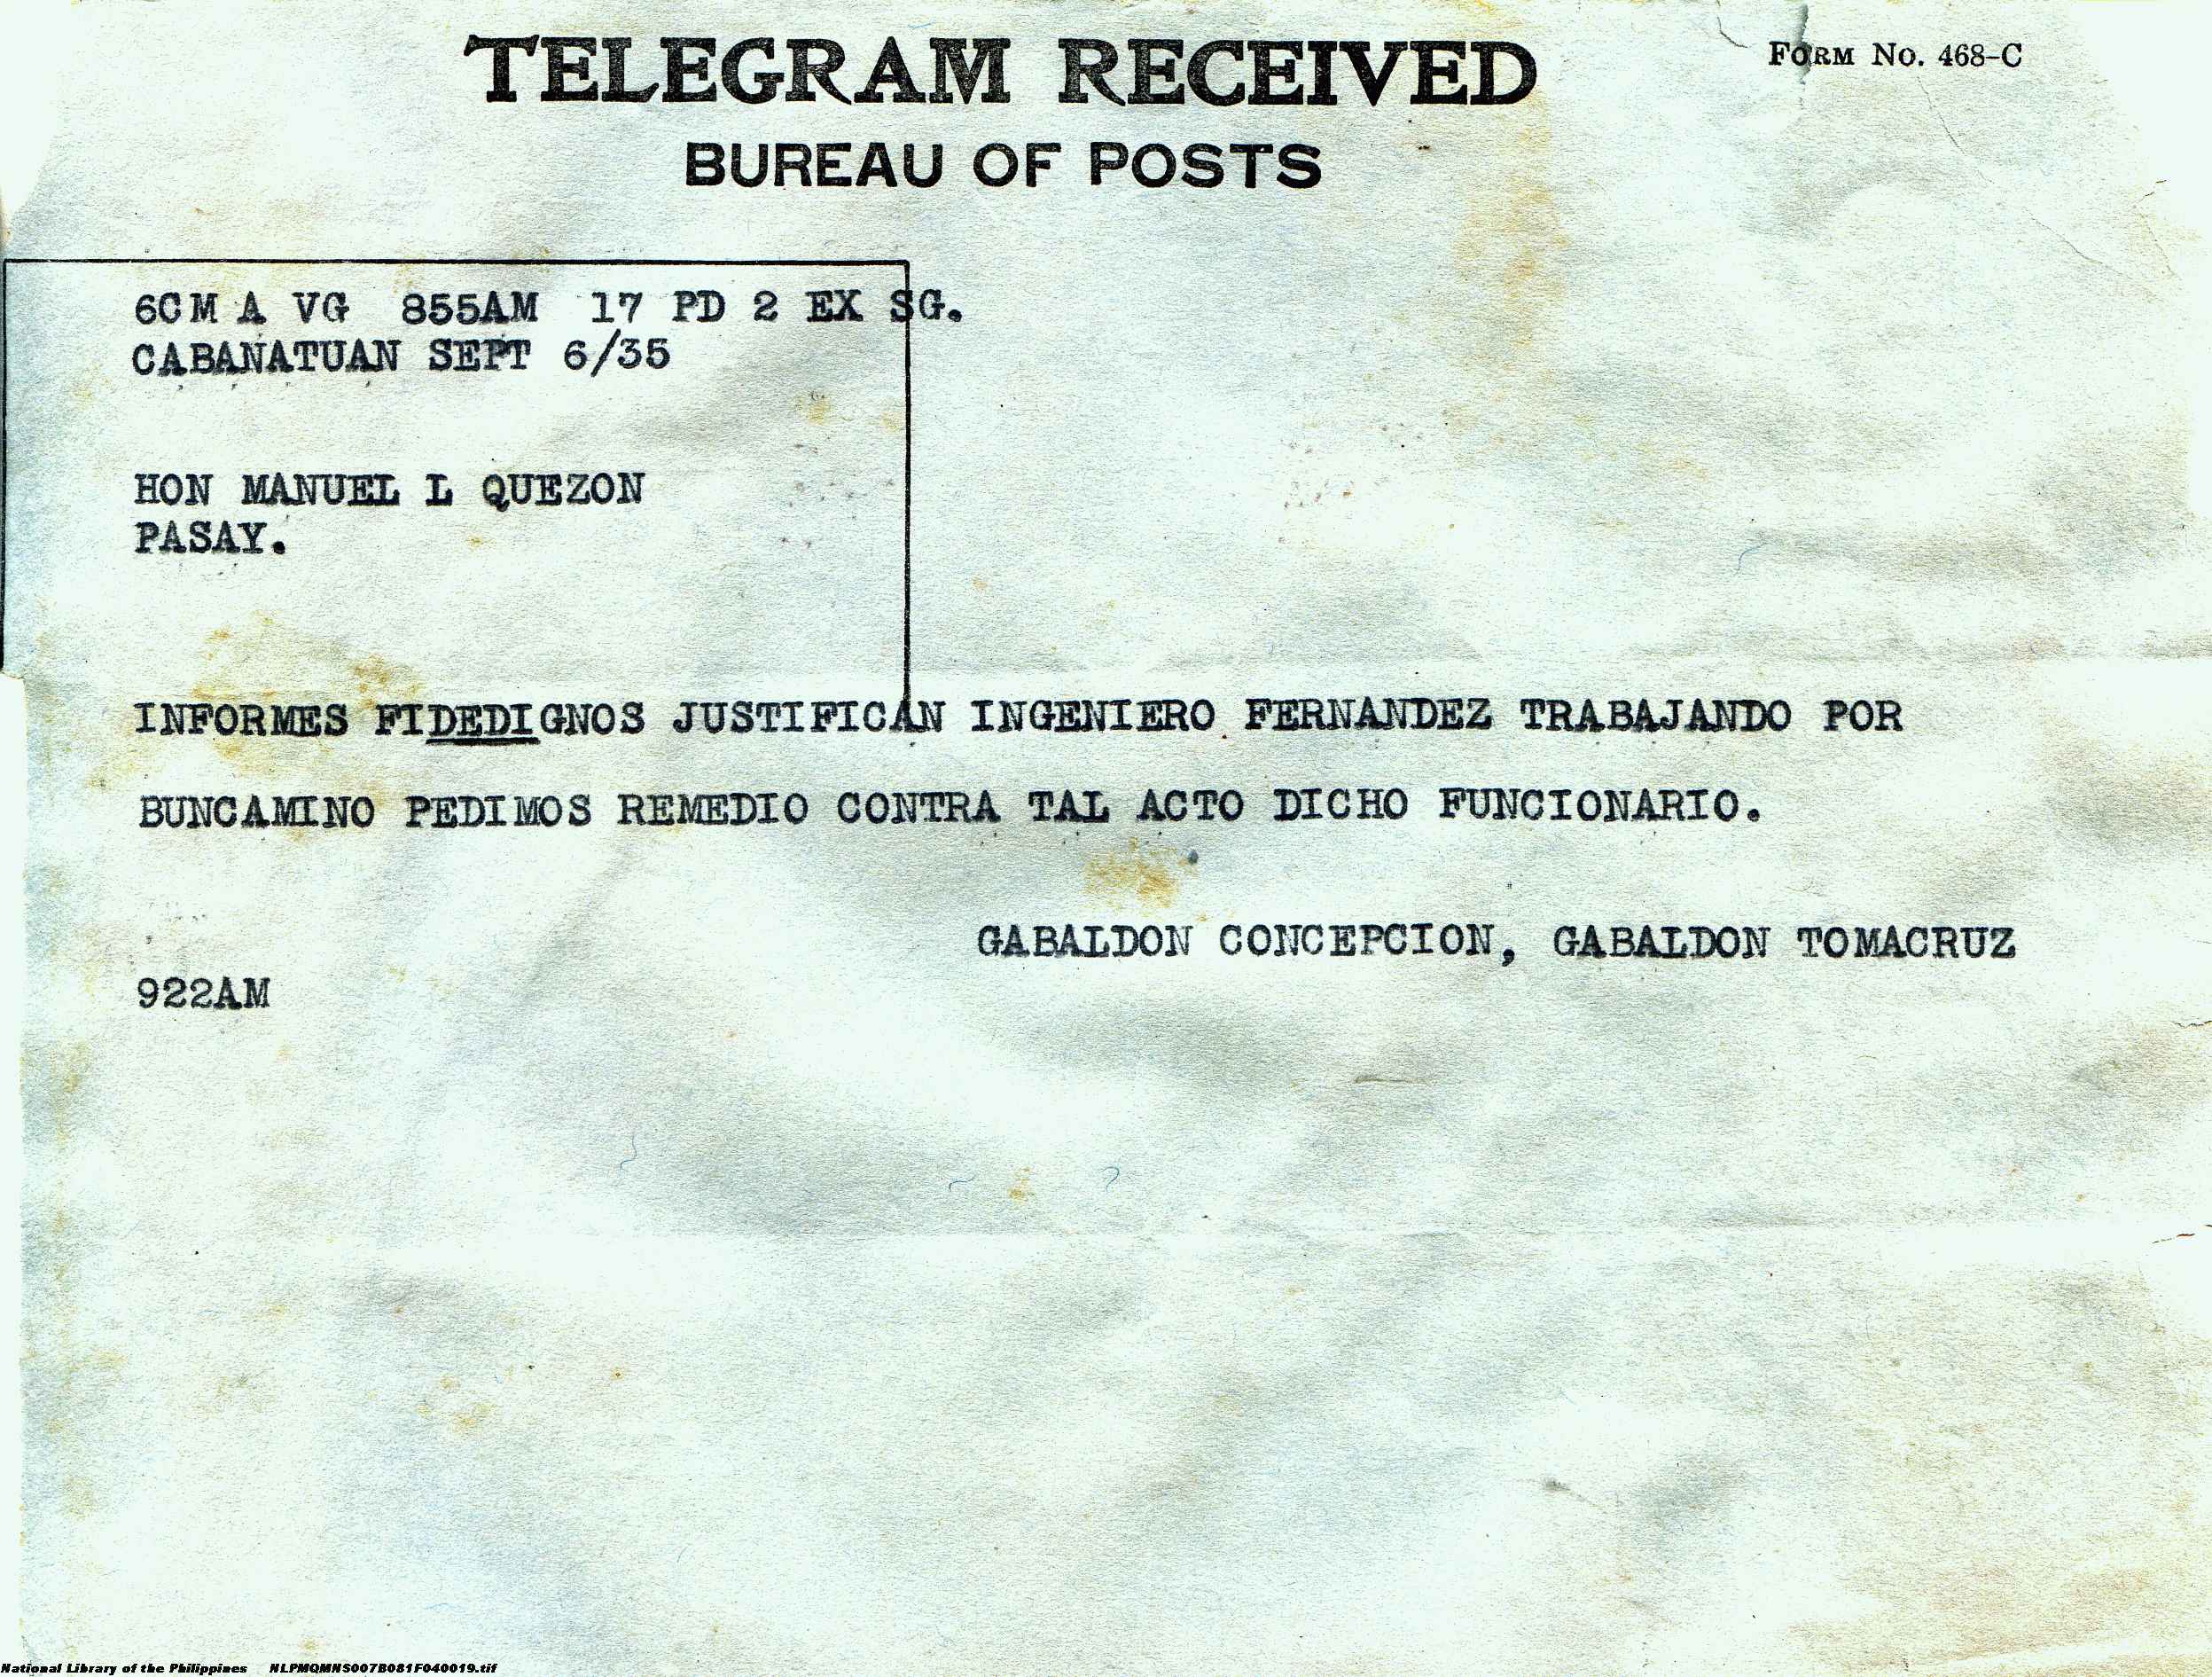 TELEGRAM RECEIVED
FORM No. 468-C
BUREAU OF POSTS
6CM A VG 855AM 17 PD 2 EX SG.
CABANATUAN SEPT 6/35
HON MANUEL L QUEZON
PASAY.
INFORMES FIDEDIGNOS JUSTIFICAN INGENIERO FERNANDEZ TRABAJANDO POR
BUNCAMINO PEDIMOS REMEDIO CONTRA TAL ACTO DICHO FUNCIONARIO.
GABALDON CONCEPCION, GABALDON TOMACRUZ
922AM
National Library of the Philippines NLPMQMNS007B081F040019.tif